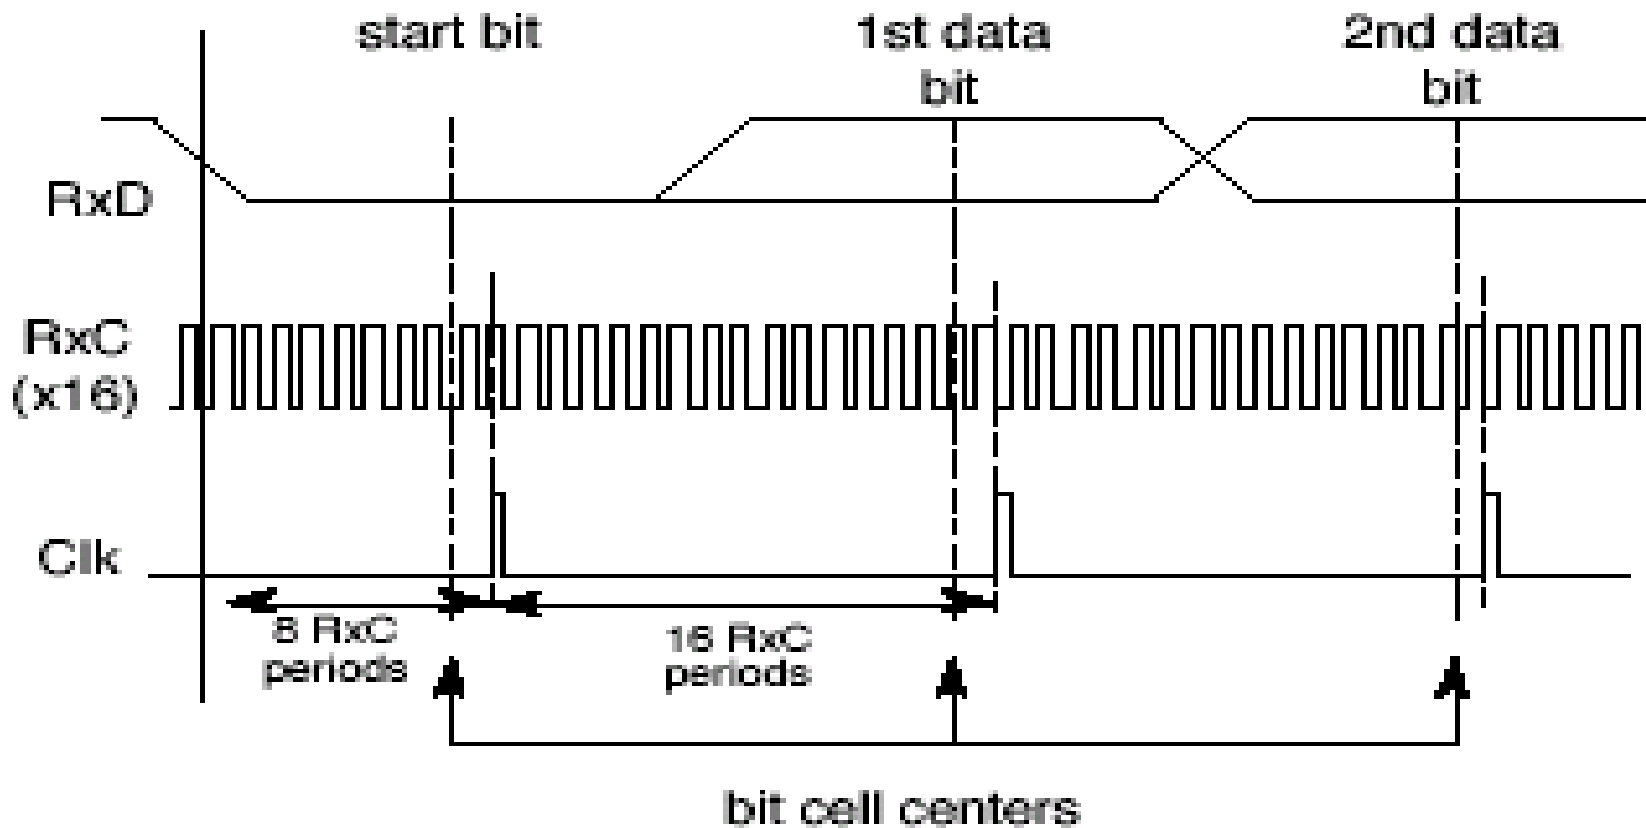 start bit
1st data
bit
2nd data
bit
RxD
RxC
(x16)
Clk
8 RxC
periods
16 RxC
periods
bit cell centers